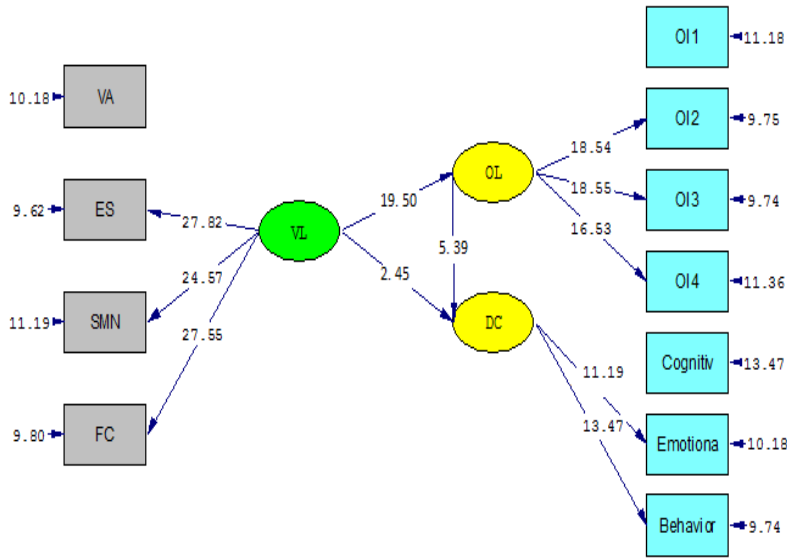 10.18 VA
9.62 ES
11.19 SMN
9.80 FC
27.82
24.57
27.55
VL
19.50
2.45
OL
5.39
DC
18.54
18.55
16.53
11.19
13.47
OI1 11.18
OI2 9.75
OI3 9.74
OI4 11.36
Cognitiv 13.47
Emotiona 10.18
Behavior 9.74